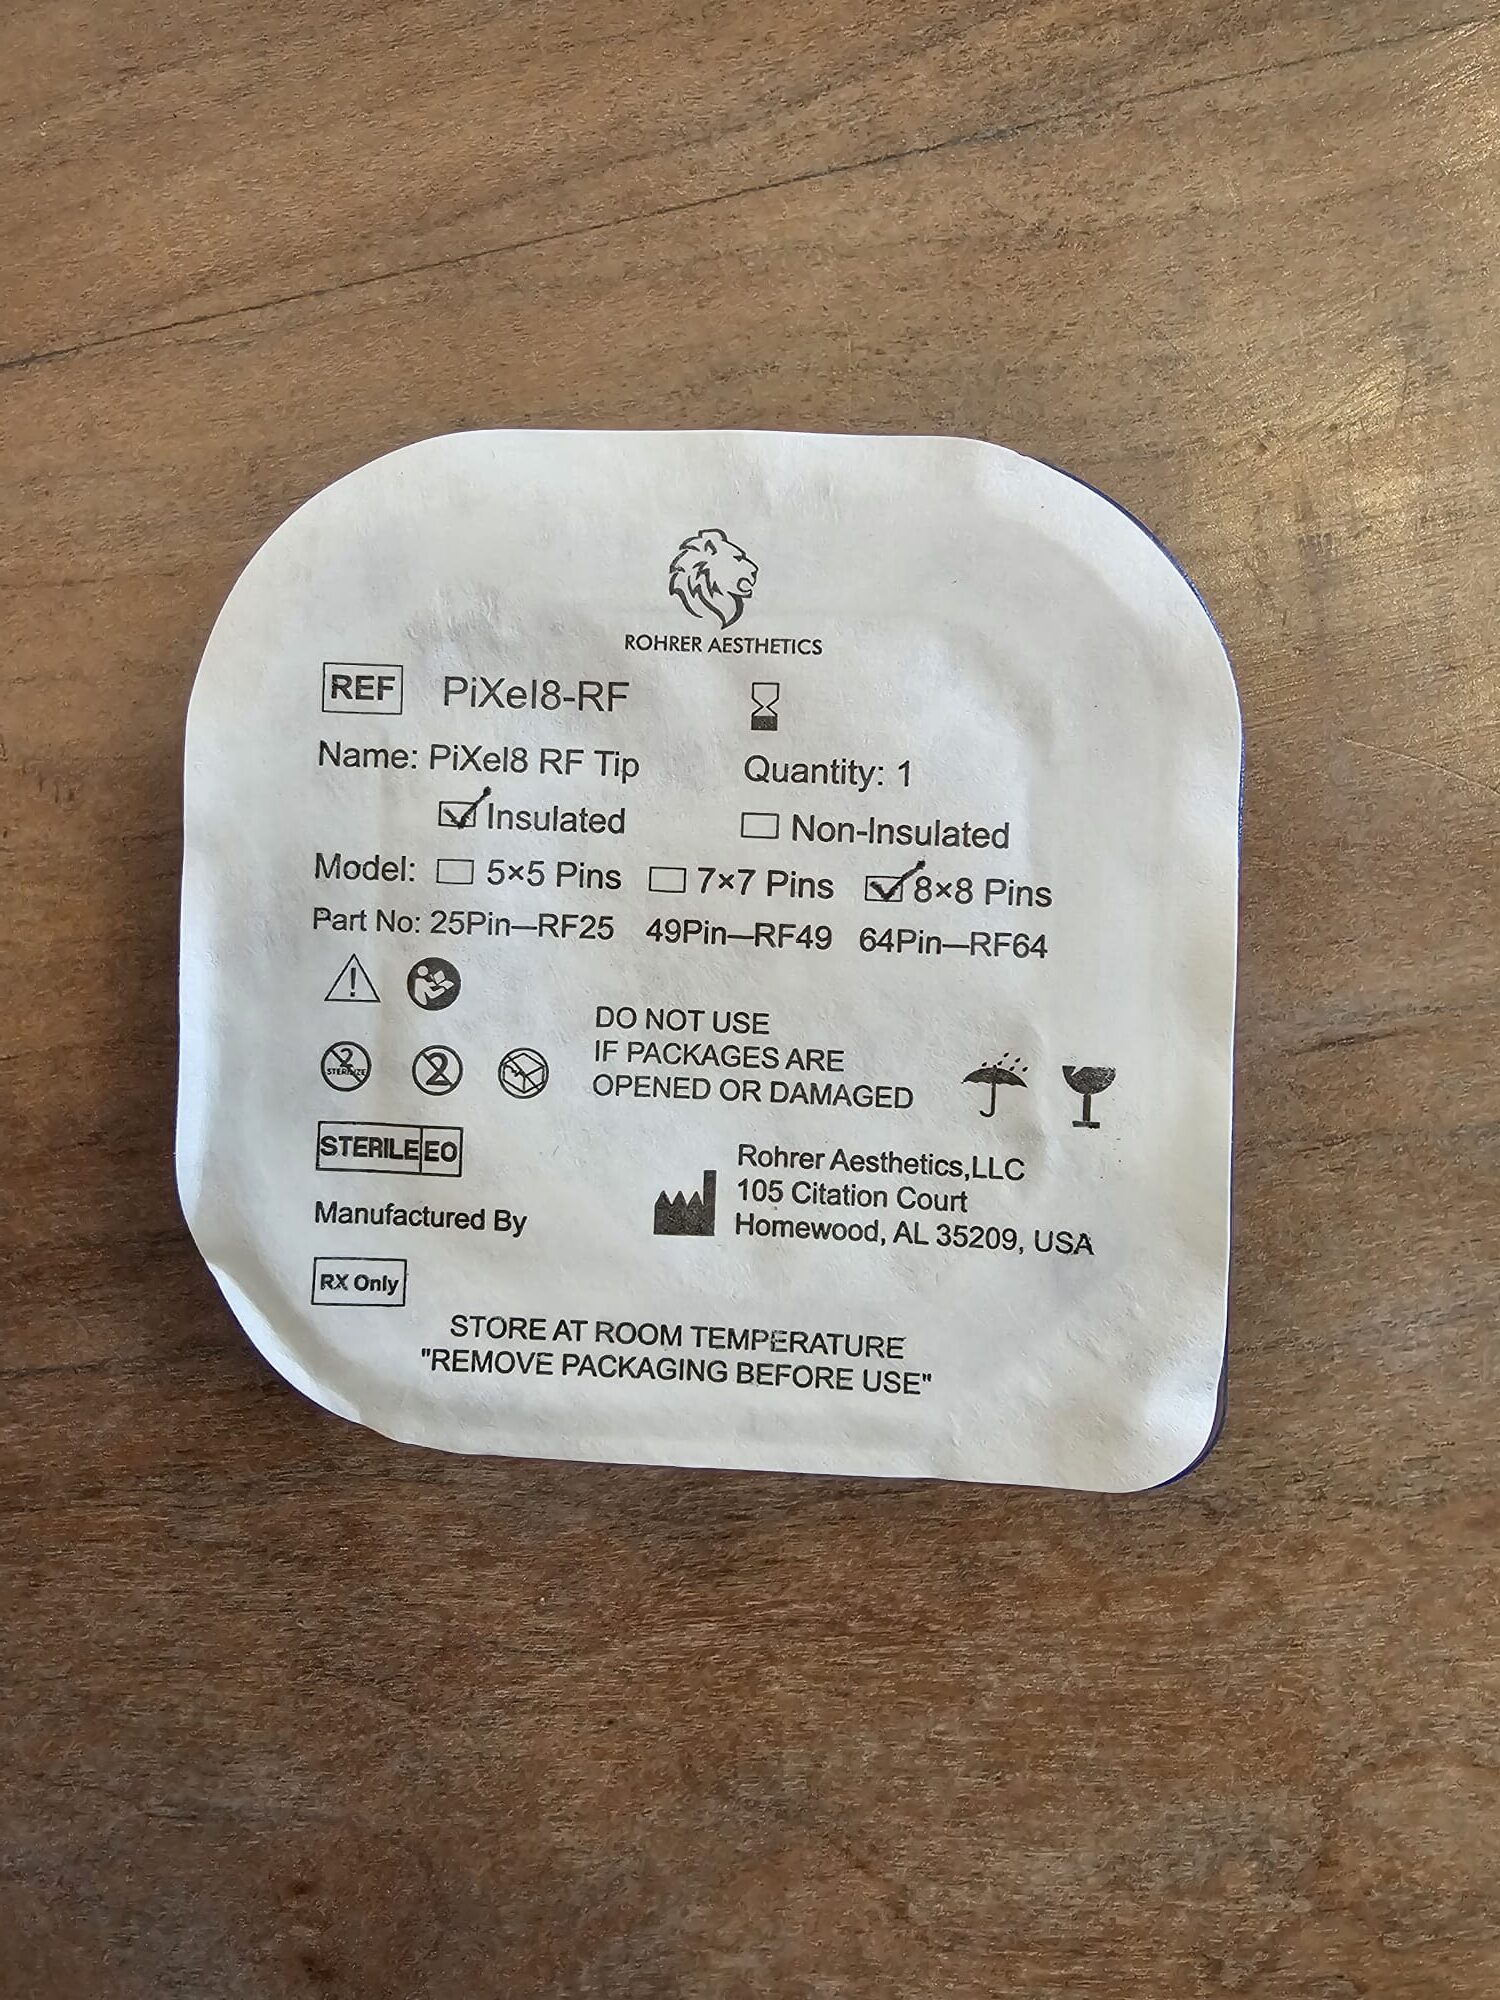 ROHRER AESTHETICS
REF PiXel8-RF
Name: PiXel8 RF Tip Quantity: 1
Insulated Non-Insulated
Model: 5×5 Pins 7×7 Pins 8×8 Pins
Part No: 25Pin—RF25 49Pin—RF49 64Pin—RF64
DO NOT USE
IF PACKAGES ARE
OPENED OR DAMAGED
2
STERILIZE
2
STERILE EO
Manufactured By
Rohrer Aesthetics,LLC
105 Citation Court
Homewood, AL 35209, USA
RX Only
STORE AT ROOM TEMPERATURE
"REMOVE PACKAGING BEFORE USE"